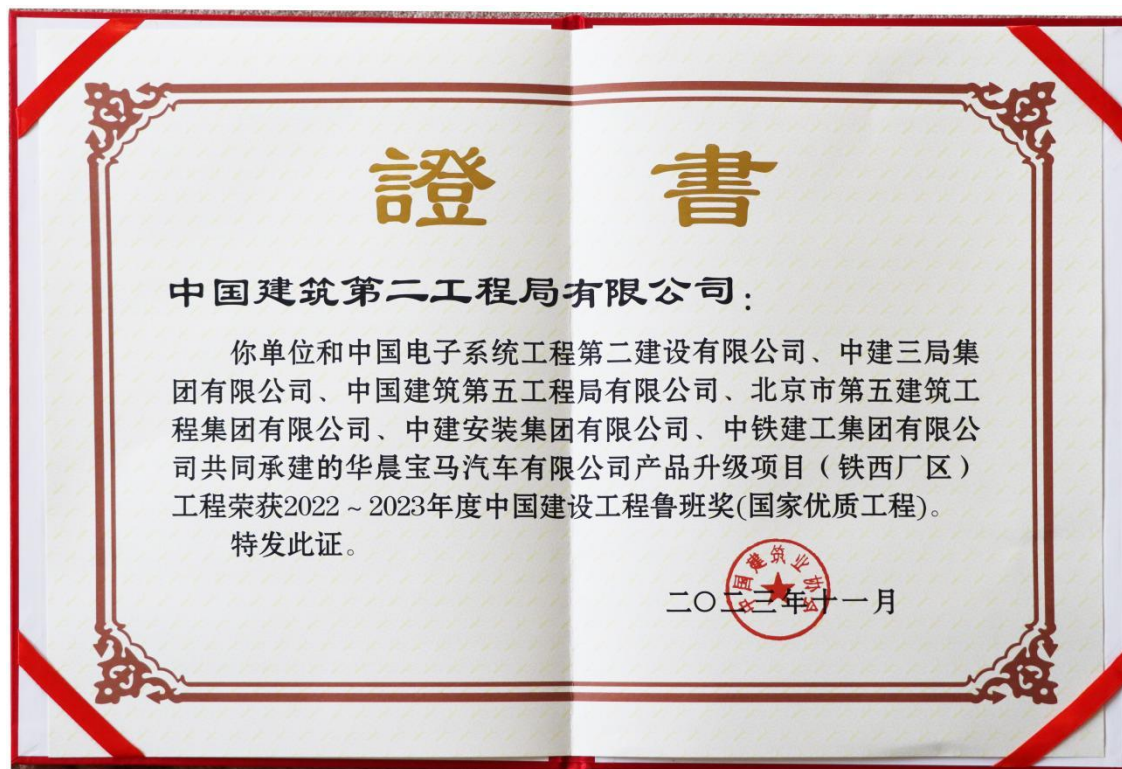 證 書
中国建筑第二工程局有限公司：
你单位和中国电子系统工程第二建设有限公司、中建三局集
团有限公司、中国建筑第五工程局有限公司、北京市第五建筑工
程集团有限公司、中建安装集团有限公司、中铁建工集团有限公
司共同承建的华晨宝马汽车有限公司产品升级项目（铁西厂区）
工程荣获2022～2023年度中国建设工程鲁班奖(国家优质工程)。
特发此证。
中国建筑业协会
二〇二三年十一月